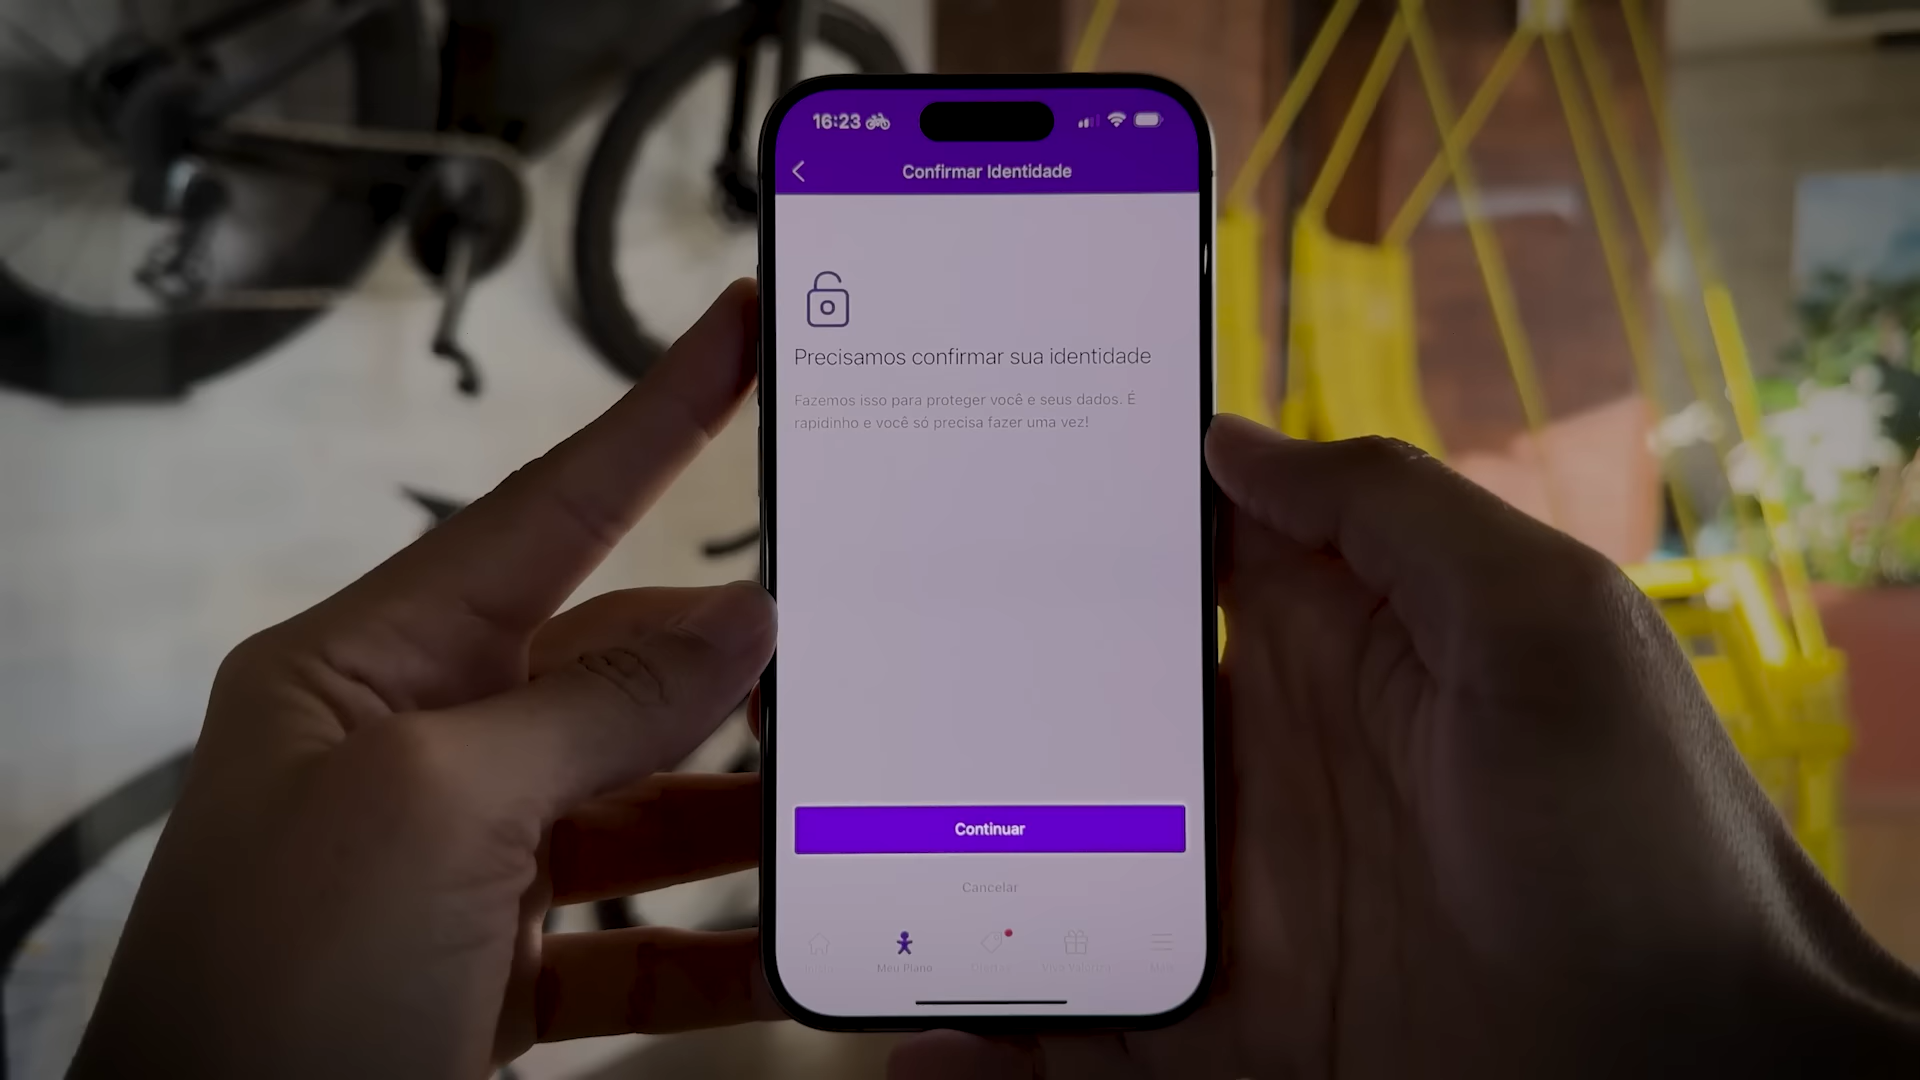 16:23
Confirmar Identidade
Precisamos confirmar sua identidade
Fazemos isso para proteger você e seus dados. É
rapidinho e você só precisa fazer uma vez!
Continuar
Cancelar
Meu Plano